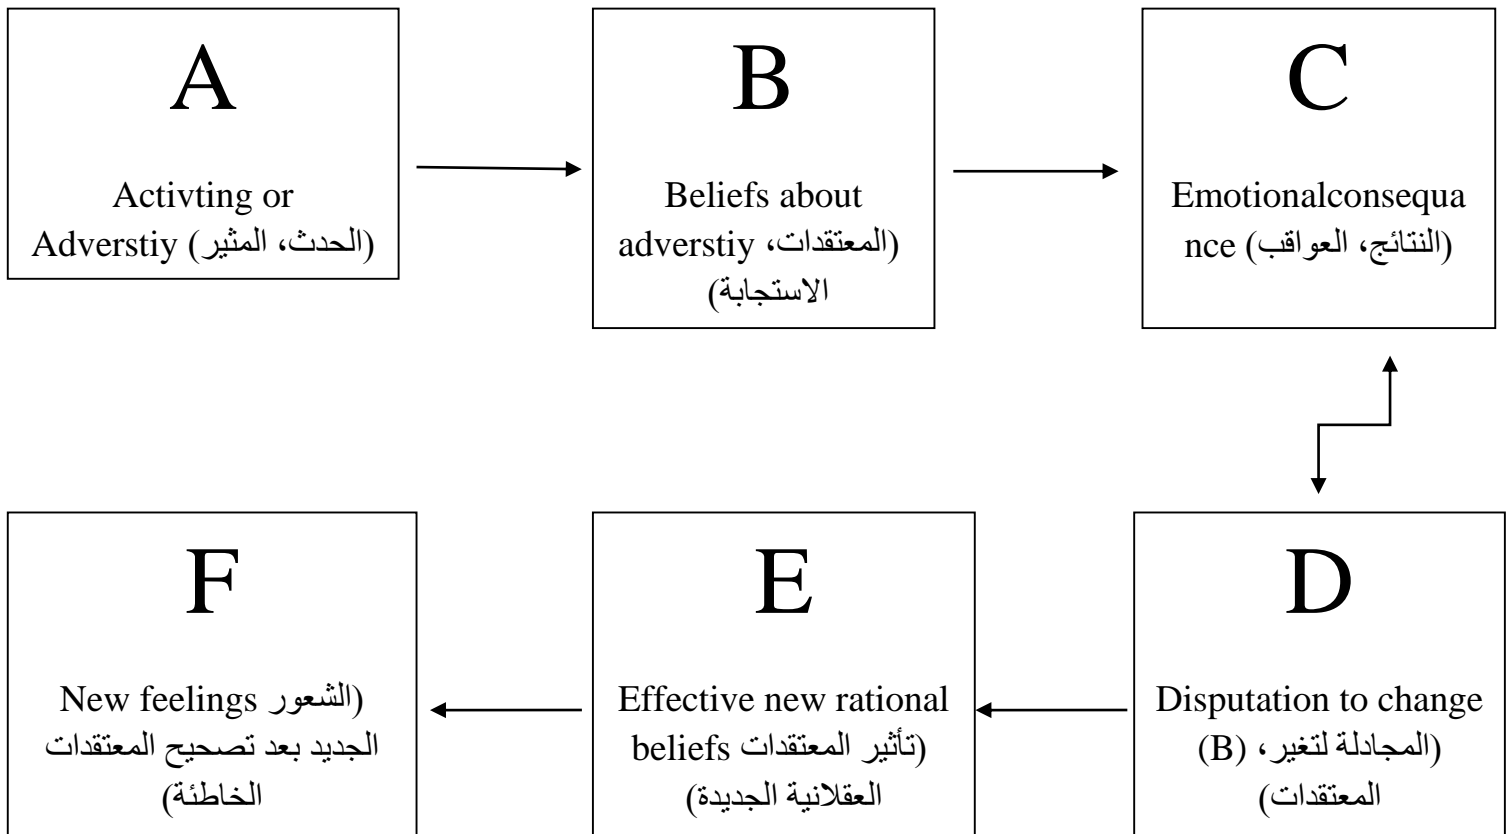 A
Activting or
Adverstiy (الحدث، المثير)
B
Beliefs about
adverstiy (المعتقدات،
الاستجابة)
C
Emotionalconsequa
nce (النتائج، العواقب)
F
New feelings (الشعور
الجديد بعد تصحيح المعتقدات
الخاطئة)
E
Effective new rational
beliefs (تأثير المعتقدات
العقلانية الجديدة)
D
Disputation to change
(B) (المجادلة لتغير،
المعتقدات)